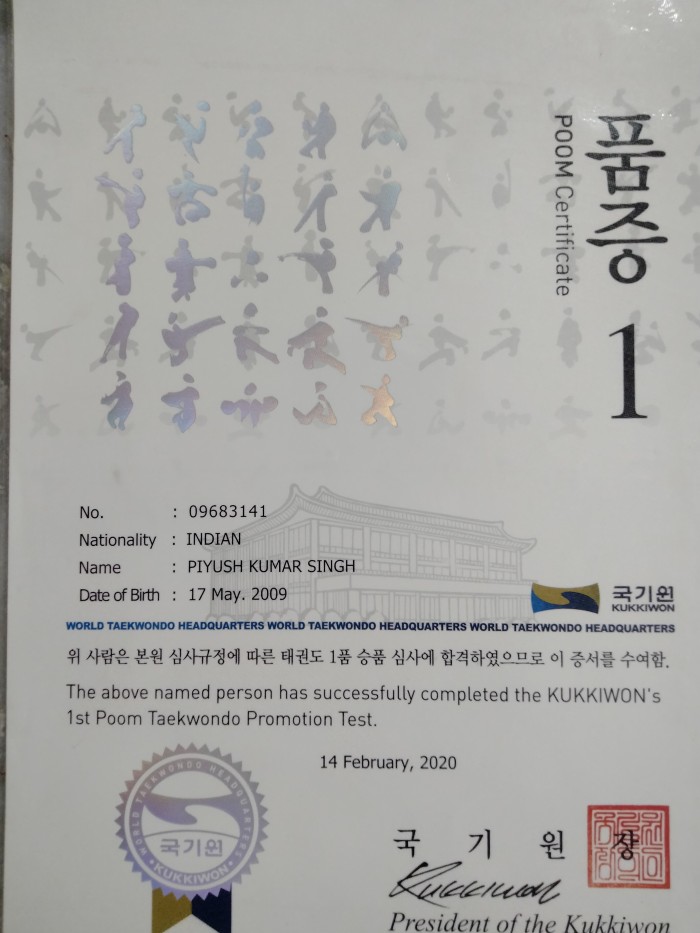 품증
POOM Certificate
1
No. : 09683141
Nationality : INDIAN
Name : PIYUSH KUMAR SINGH
Date of Birth : 17 May. 2009
국기원
KUKKIWON
WORLD TAEKWONDO HEADQUARTERS WORLD TAEKWONDO HEADQUARTERS WORLD TAEKWONDO HEADQUARTERS
위 사람은 본원 심사규정에 따른 태권도 1품 승품 심사에 합격하였으므로 이 증서를 수여함.
The above named person has successfully completed the KUKKIWON's
1st Poom Taekwondo Promotion Test.
14 February, 2020
WORLD TAEKWONDO HEADQUARTERS
국기원
KUKKIWON
국 기 원 장
Kukkiwon
President of the Kukkiwon